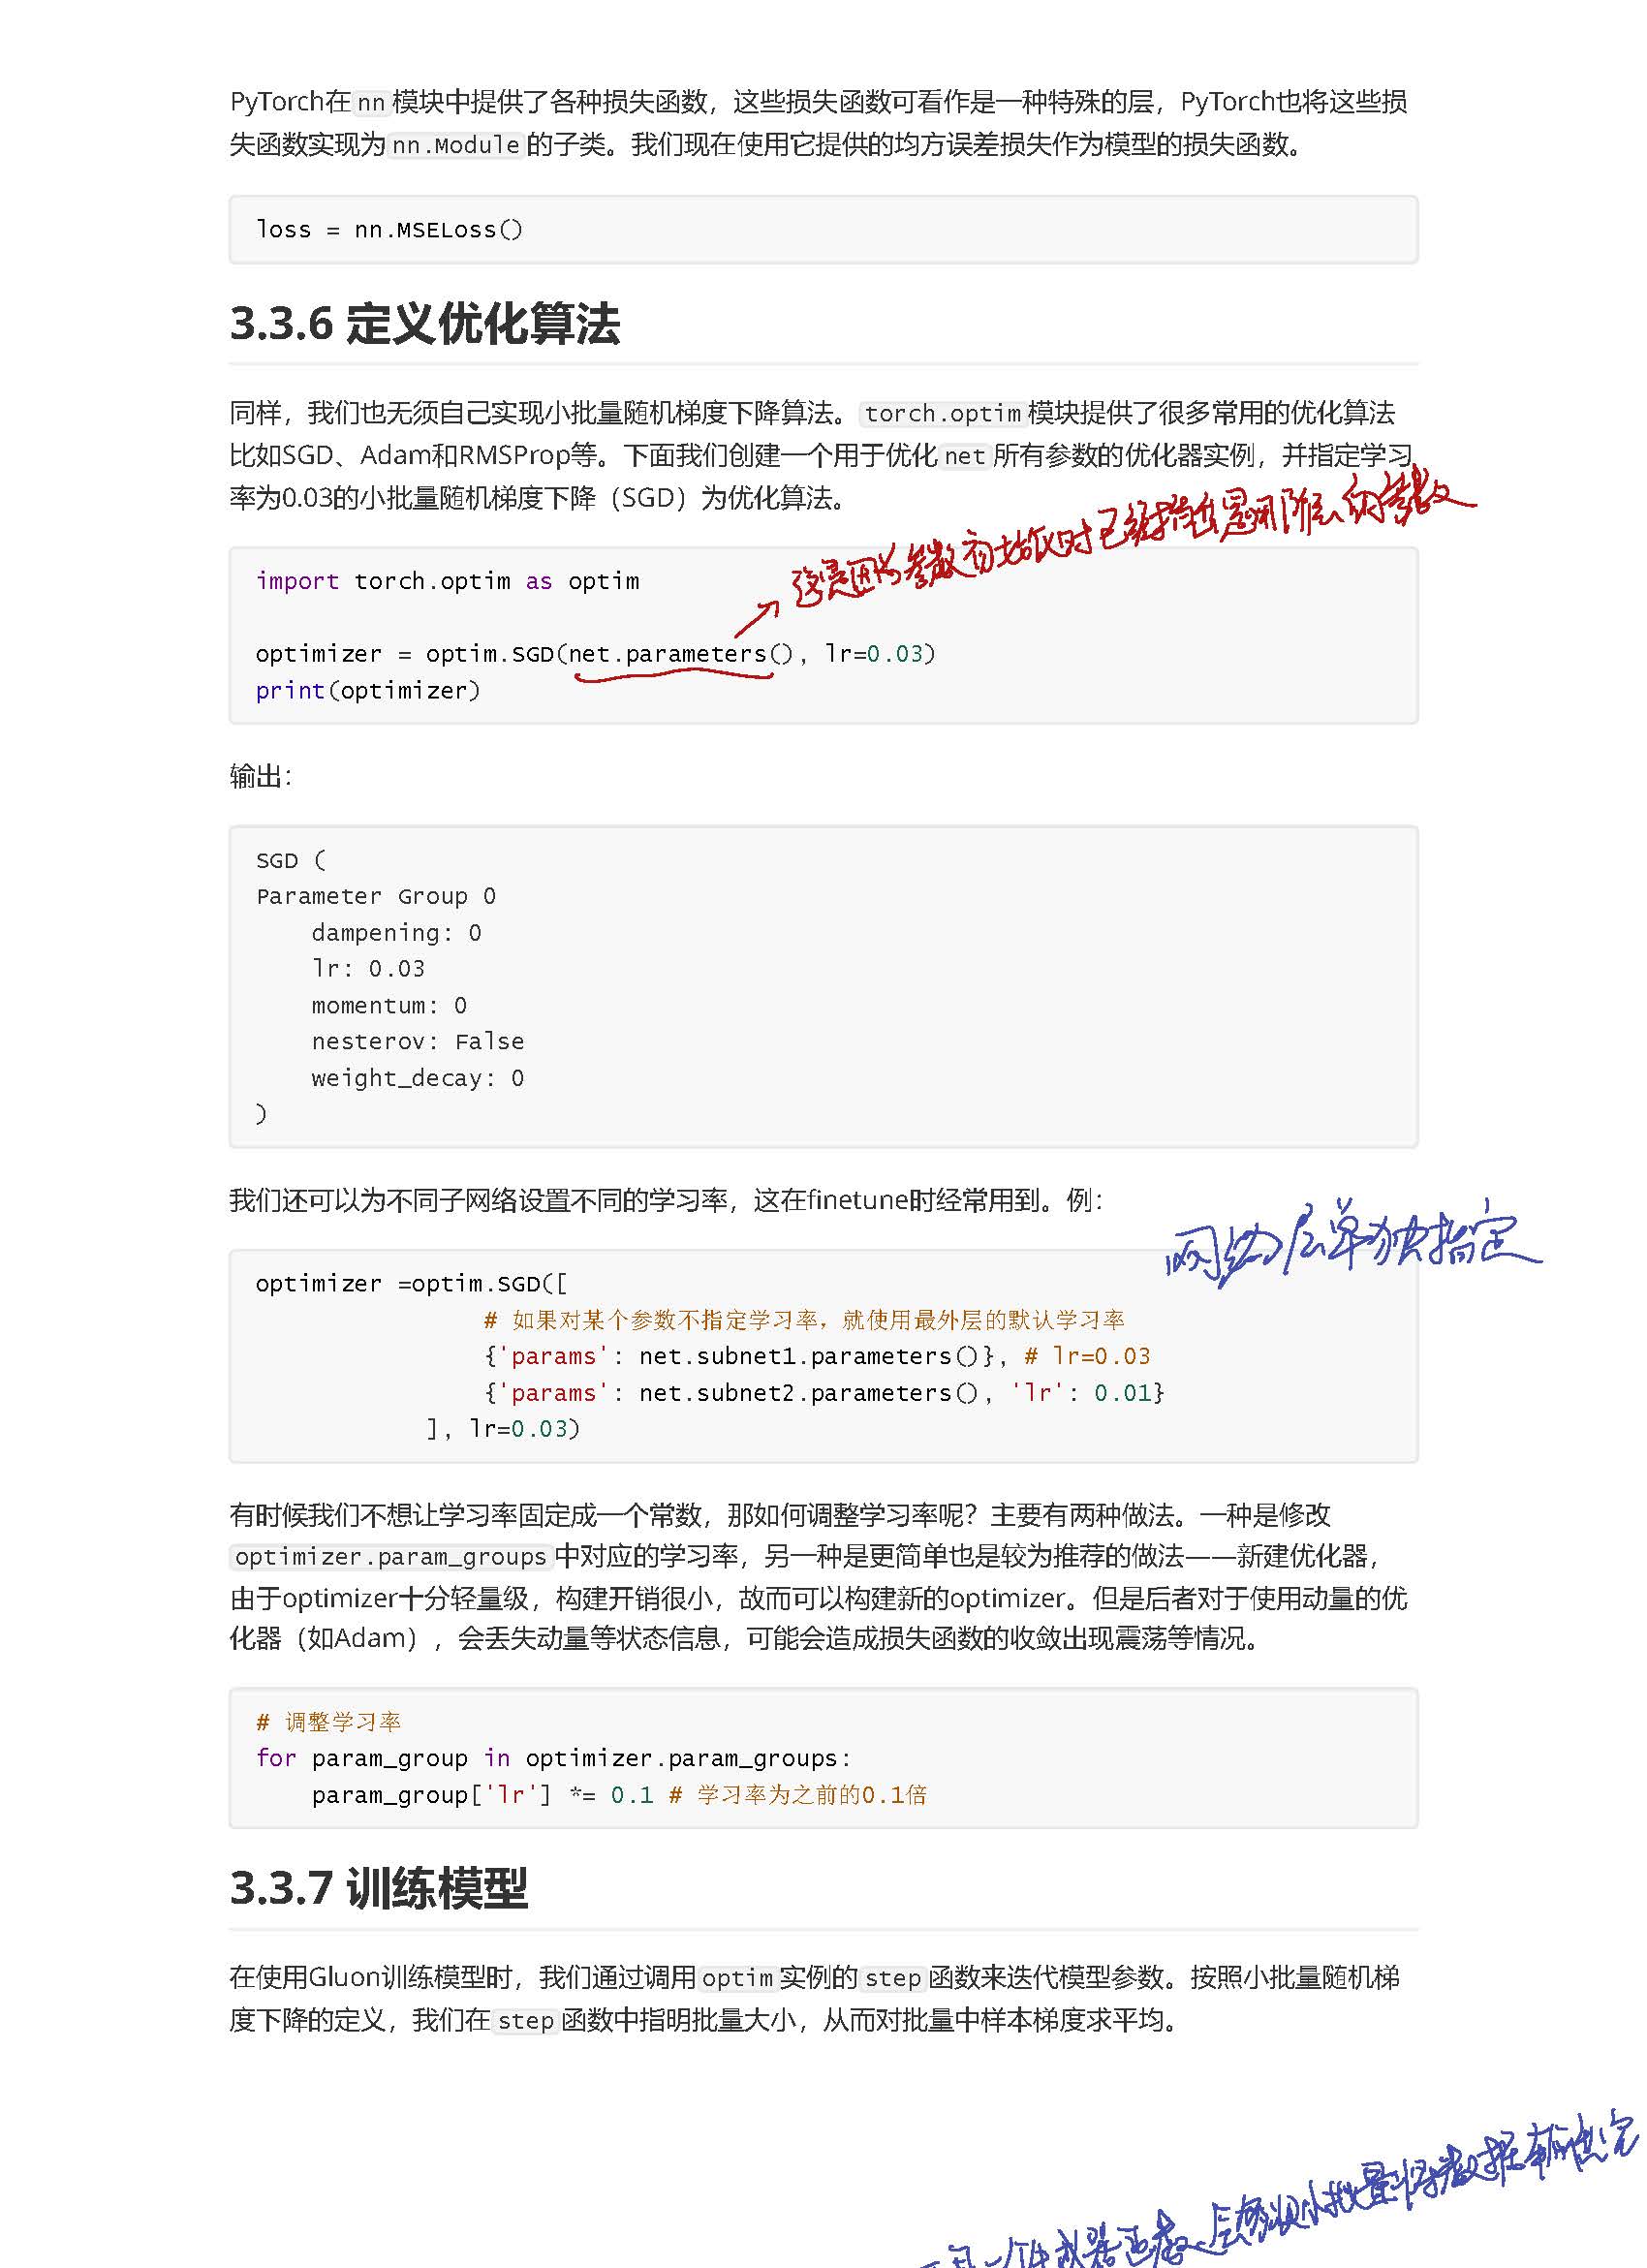 PyTorch在nn模块中提供了各种损失函数，这些损失函数可看作是一种特殊的层，PyTorch也将这些损
失函数实现为nn.Module的子类。我们现在使用它提供的均方误差损失作为模型的损失函数。
loss = nn.MSELoss()
3.3.6 定义优化算法
同样，我们也无须自己实现小批量随机梯度下降算法。torch.optim模块提供了很多常用的优化算法
比如SGD、Adam和RMSProp等。下面我们创建一个用于优化net所有参数的优化器实例，并指定学习
率为0.03的小批量随机梯度下降（SGD）为优化算法。
这是因为参数初始化时已经指出是哪层的参数
import torch.optim as optim
optimizer = optim.SGD(net.parameters(), lr=0.03)
print(optimizer)
输出：
SGD (
Parameter Group 0
    dampening: 0
    lr: 0.03
    momentum: 0
    nesterov: False
    weight_decay: 0
)
我们还可以为不同子网络设置不同的学习率，这在finetune时经常用到。例：
网络层单独指定
optimizer =optim.SGD([
                # 如果对某个参数不指定学习率，就使用最外层的默认学习率
                {'params': net.subnet1.parameters()}, # lr=0.03
                {'params': net.subnet2.parameters(), 'lr': 0.01}
            ], lr=0.03)
有时候我们不想让学习率固定成一个常数，那如何调整学习率呢？主要有两种做法。一种是修改
optimizer.param_groups中对应的学习率，另一种是更简单也是较为推荐的做法——新建优化器，
由于optimizer十分轻量级，构建开销很小，故而可以构建新的optimizer。但是后者对于使用动量的优
化器（如Adam），会丢失动量等状态信息，可能会造成损失函数的收敛出现震荡等情况。
# 调整学习率
for param_group in optimizer.param_groups:
    param_group['lr'] *= 0.1 # 学习率为之前的0.1倍
3.3.7 训练模型
在使用Gluon训练模型时，我们通过调用optim实例的step函数来迭代模型参数。按照小批量随机梯
度下降的定义，我们在step函数中指明批量大小，从而对批量中样本梯度求平均。
小批量将数据输出完